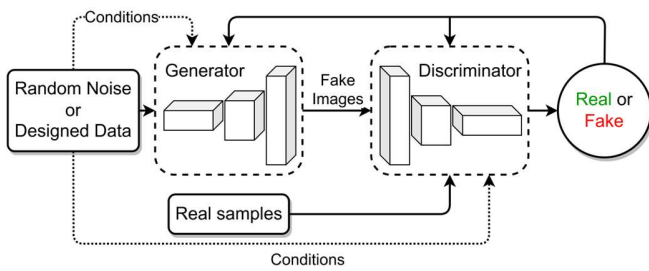 Conditions
Generator
Discriminator
Random Noise
or
Designed Data
Fake
Images
Real or
Fake
Real samples
Conditions